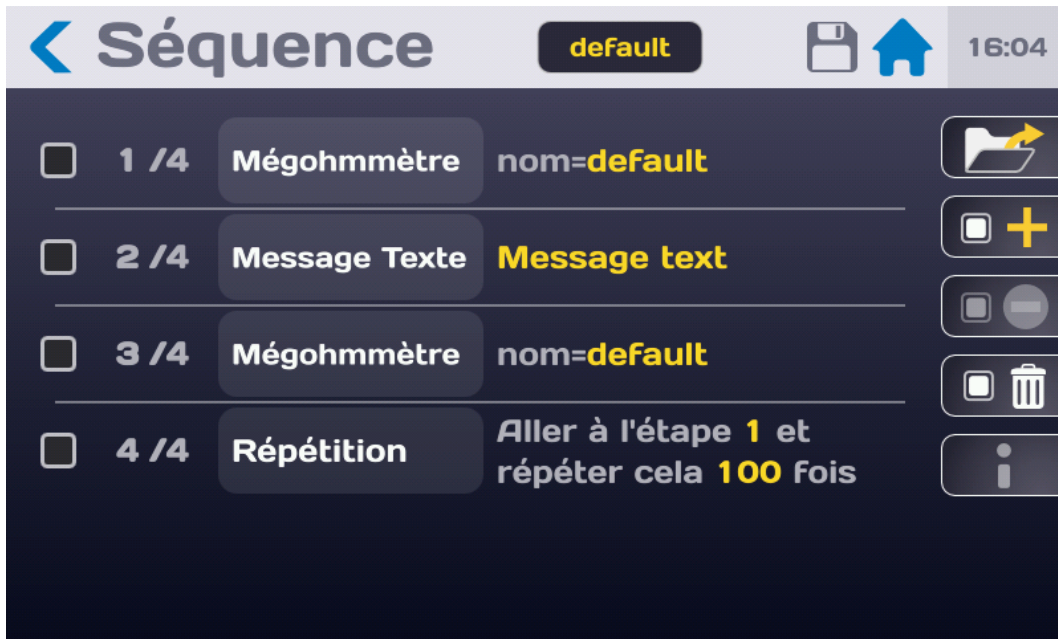 Séquence default 16:04
1 /4 Mégohmmètre nom=default
2 /4 Message Texte Message text
3 /4 Mégohmmètre nom=default
4 /4 Répétition Aller à l'étape 1 et
répéter cela 100 fois